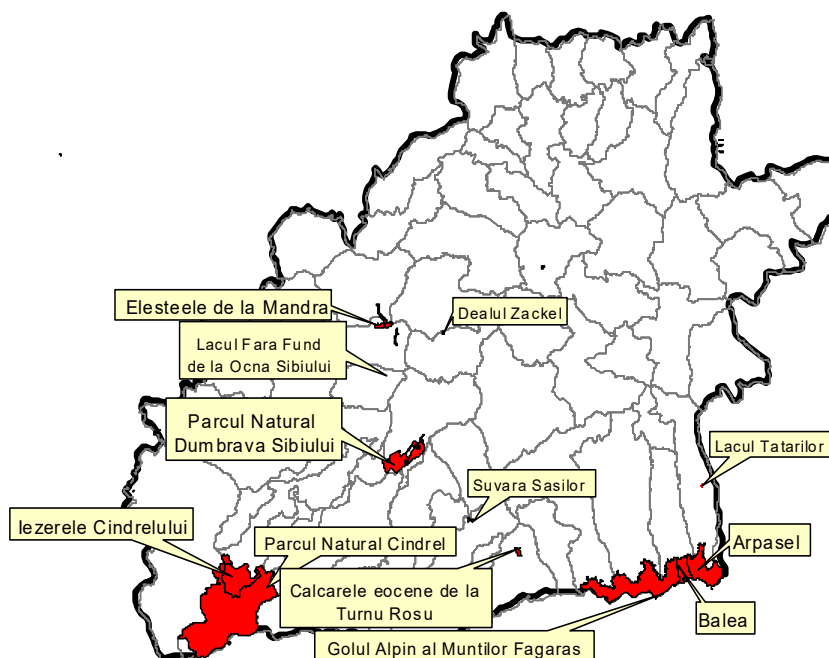 Elesteele de la Mandra
Dealul Zackel
Lacul Fara Fund
de la Ocna Sibiului
Parcul Natural
Dumbrava Sibiului
Lacul Tatarilor
Suvara Sasilor
Iezerele Cindrelului
Parcul Natural Cindrel
Arpasel
Calcarele eocene de la
Turnu Rosu
Balea
Golul Alpin al Muntilor Fagaras